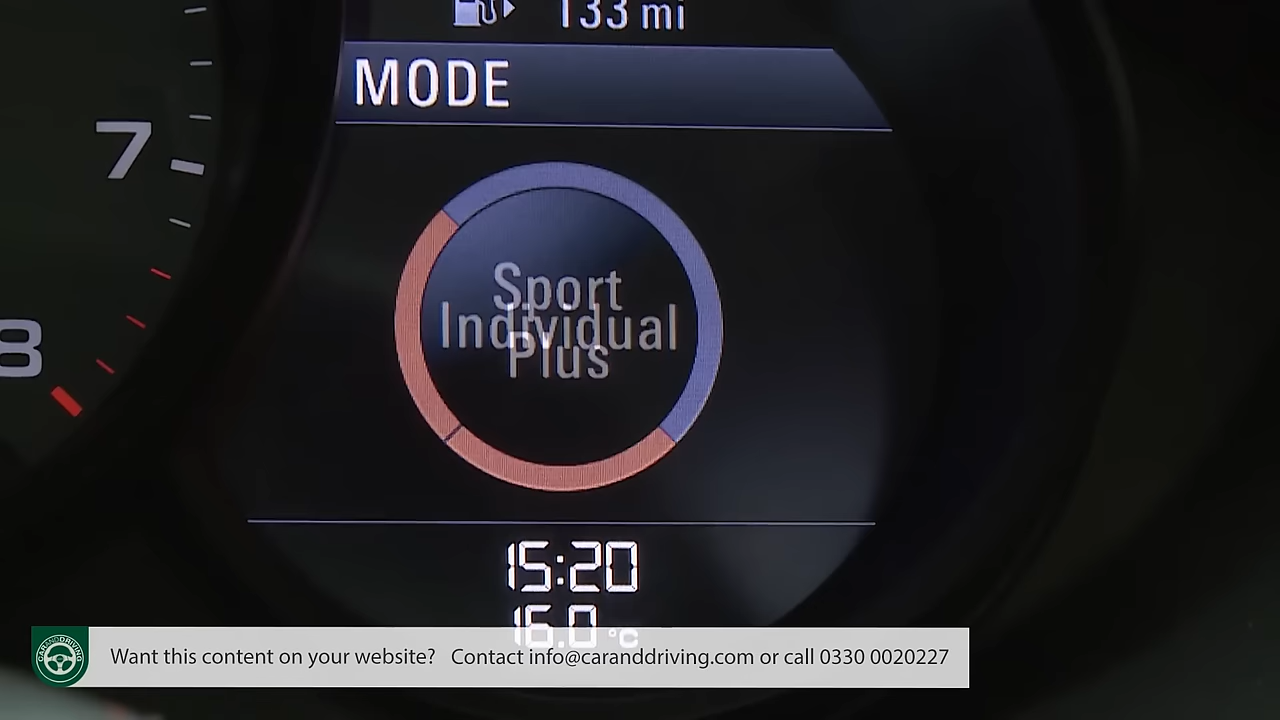 133 mi
MODE
7
Sport
Individual
Plus
8
15:20
16.0 °C
CARANDDRIVING
Want this content on your website? Contact info@caranddriving.com or call 0330 0020227